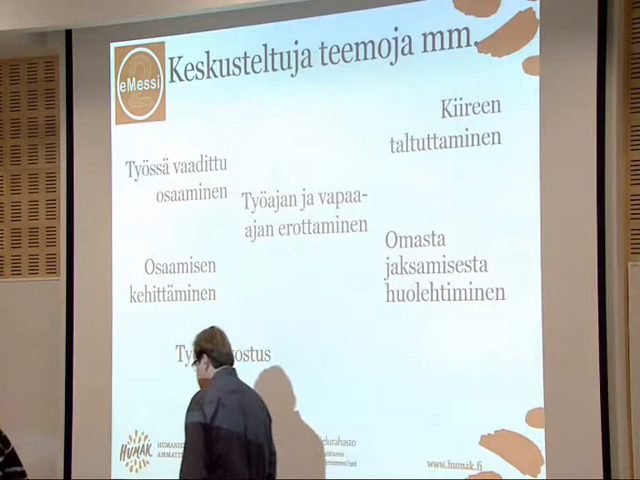 eMessi
Keskusteltuja teemoja mm.
Kiireen
taltuttaminen
Työssä vaadittu
osaaminen
Työajan ja vapaa-
ajan erottaminen
Omasta
jaksamisesta
huolehtiminen
Osaamisen
kehittäminen
HUMAK
www.humak.fi